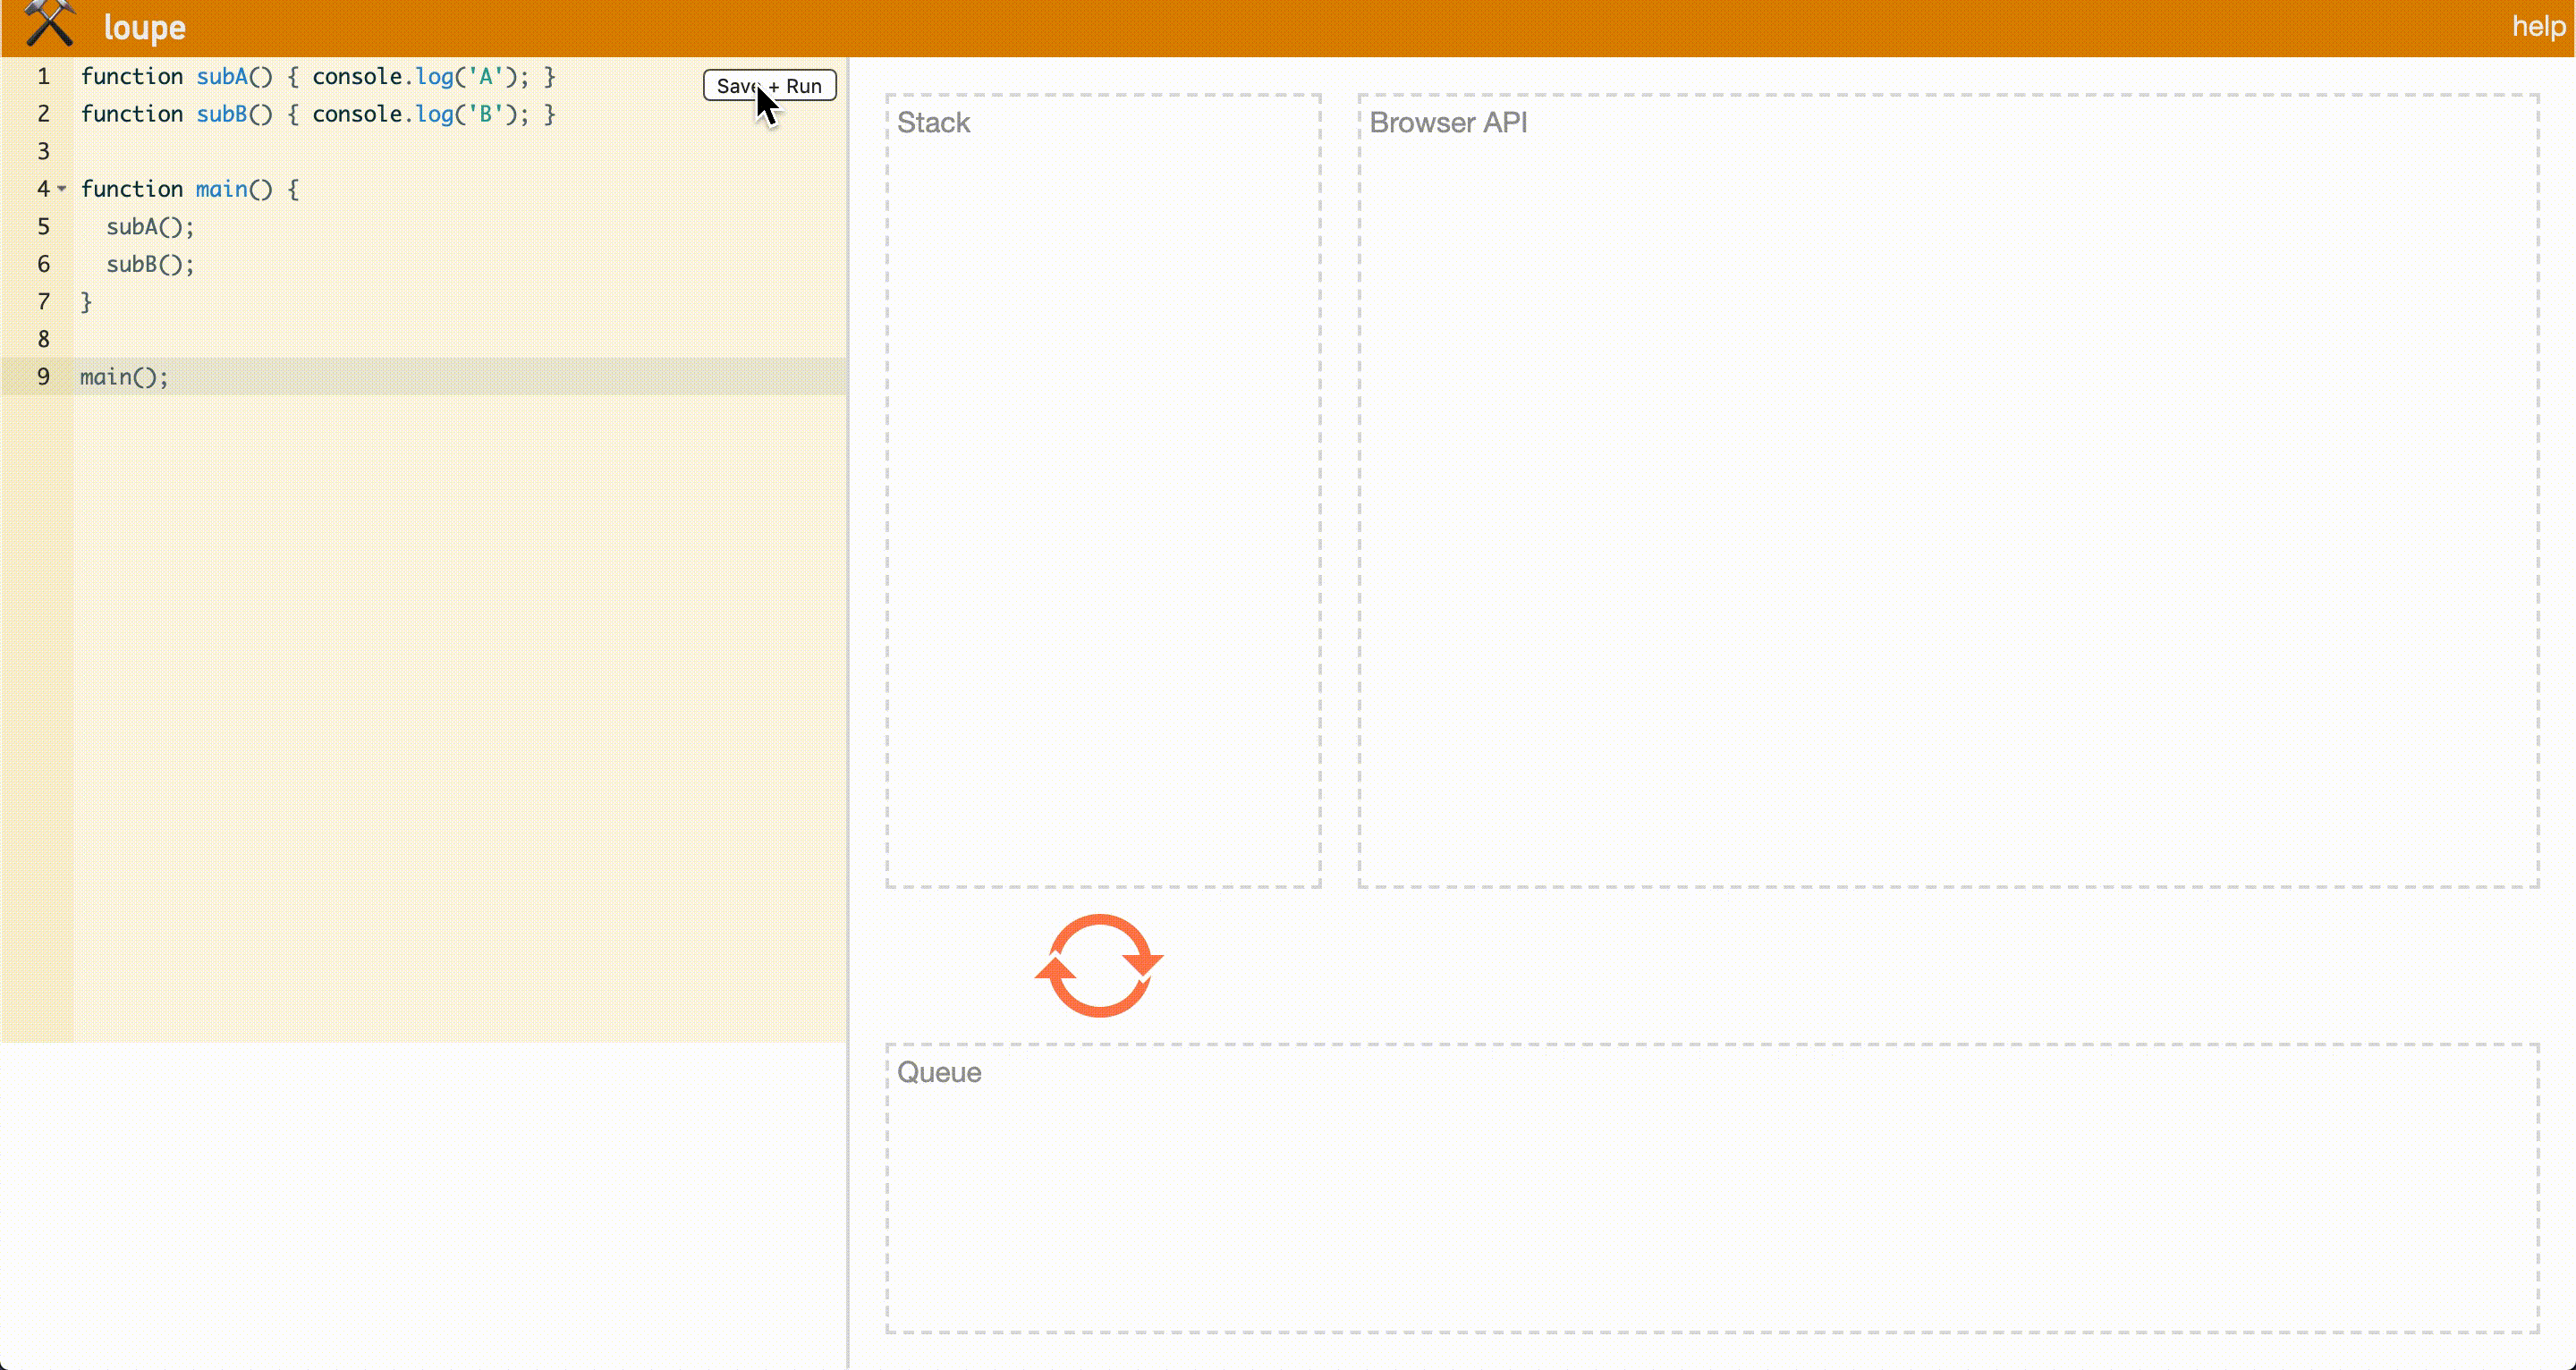 loupe
help
1 function subA() { console.log('A'); }
Save + Run
2 function subB() { console.log('B'); }
3
4 function main() {
5   subA();
6   subB();
7 }
8
9 main();
Stack
Browser API
Queue